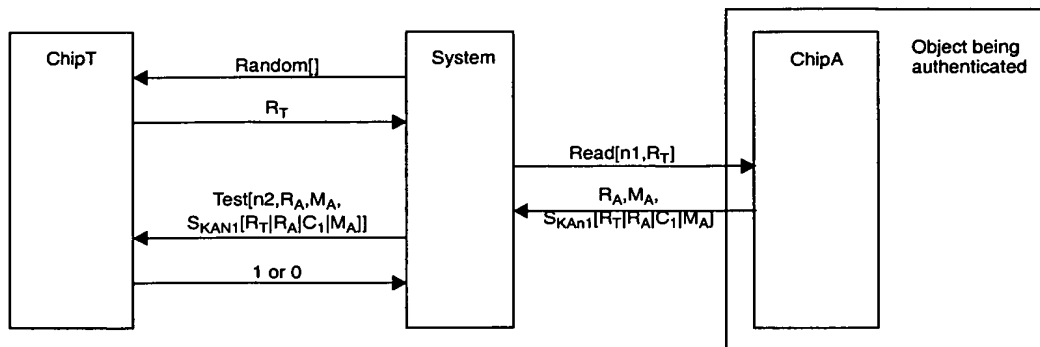 ChipT
System
ChipA
Object being
authenticated
Random[]
R_T
Read[n1,R_T]
R_A,M_A,
S_KAn1[R_T|R_A|C_1|M_A]
Test[n2,R_A,M_A,
S_KAN1[R_T|R_A|C_1|M_A]]
1 or 0